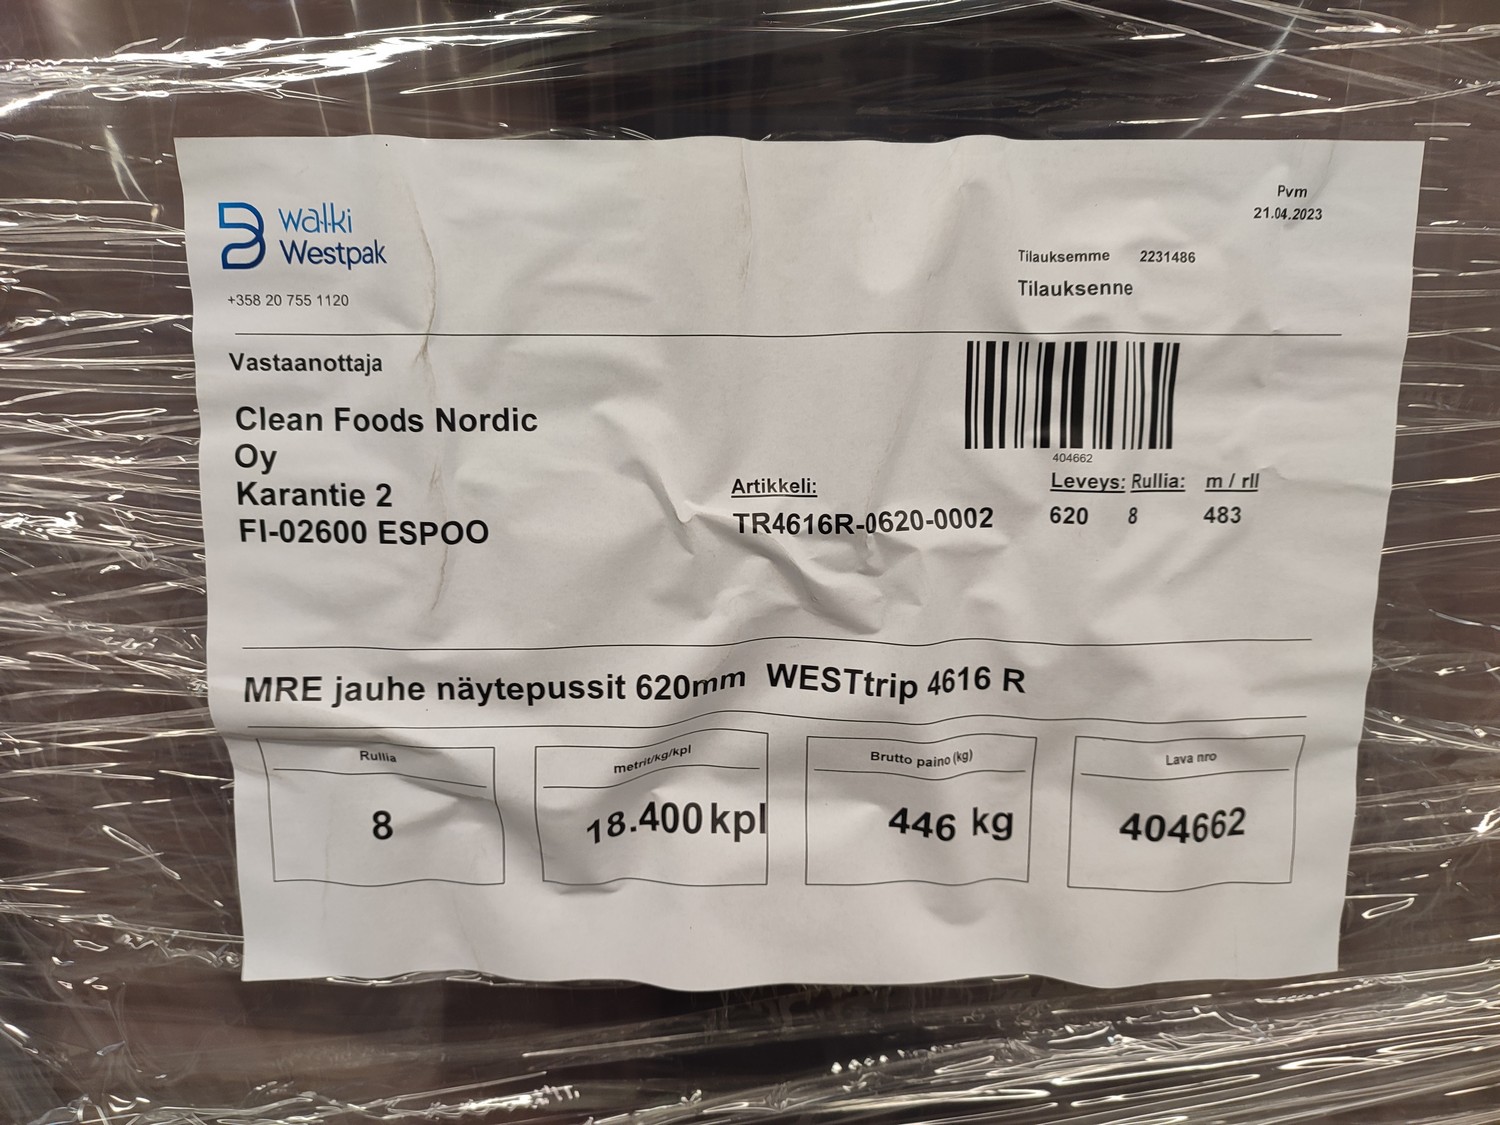 walki
Westpak
+358 20 755 1120
Pvm
21.04.2023
Tilauksemme 2231486
Tilauksenne
Vastaanottaja
Clean Foods Nordic
Oy
Karantie 2
FI-02600 ESPOO
404662
Artikkeli: Leveys: Rullia: m / rll
TR4616R-0620-0002 620 8 483
MRE jauhe näytepussit 620mm WESTtrip 4616 R
Rullia metrit/kg/kpl Brutto paino (kg) Lava nro
8 18.400 kpl 446 kg 404662